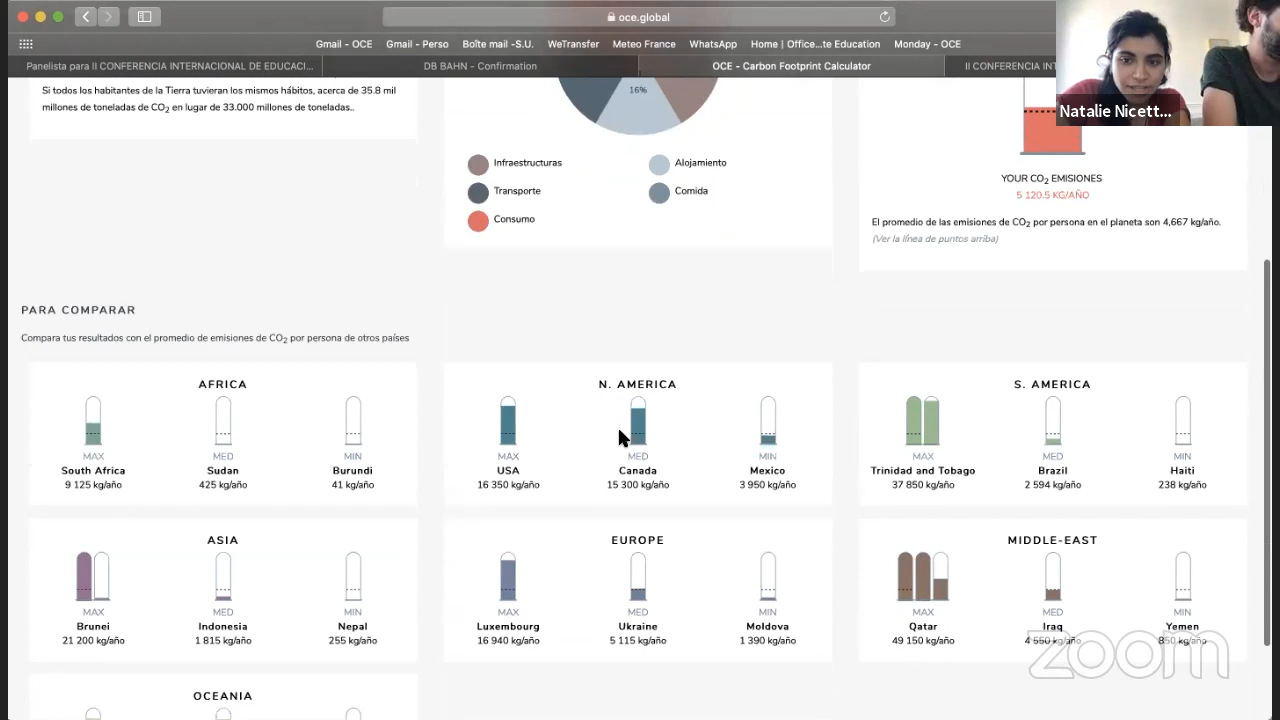 oce.global
Gmail - OCE
Gmail - Perso
Boîte mail -S.U.
WeTransfer
Meteo France
WhatsApp
Home | Office...te Education
Monday - OCE
Panelista para II CONFERENCIA INTERNACIONAL DE EDUCACI...
DB BAHN - Confirmation
OCE - Carbon Footprint Calculator
II CONFERENCIA INTE
Natalie Nicett...
Si todos los habitantes de la Tierra tuvieran los mismos hábitos, acerca de 35.8 mil
millones de toneladas de CO2 en lugar de 33.000 millones de toneladas..
16%
Infraestructuras
Alojamiento
Transporte
Comida
Consumo
YOUR CO2 EMISIONES
5 120.5 KG/AÑO
El promedio de las emisiones de CO2 por persona en el planeta son 4,667 kg/año.
(Ver la línea de puntos arriba)
PARA COMPARAR
Compara tus resultados con el promedio de emisiones de CO2 por persona de otros países
AFRICA
MAX
South Africa
9 125 kg/año
MED
Sudan
425 kg/año
MIN
Burundi
41 kg/año
N. AMERICA
MAX
USA
16 350 kg/año
MED
Canada
15 300 kg/año
MIN
Mexico
3 950 kg/año
S. AMERICA
MAX
Trinidad and Tobago
37 850 kg/año
MED
Brazil
2 594 kg/año
MIN
Haiti
238 kg/año
ASIA
MAX
Brunei
21 200 kg/año
MED
Indonesia
1 815 kg/año
MIN
Nepal
255 kg/año
EUROPE
MAX
Luxembourg
16 940 kg/año
MED
Ukraine
5 115 kg/año
MIN
Moldova
1 390 kg/año
MIDDLE-EAST
MAX
Qatar
49 150 kg/año
MED
Iraq
4 550 kg/año
MIN
Yemen
850 kg/año
OCEANIA
zoom